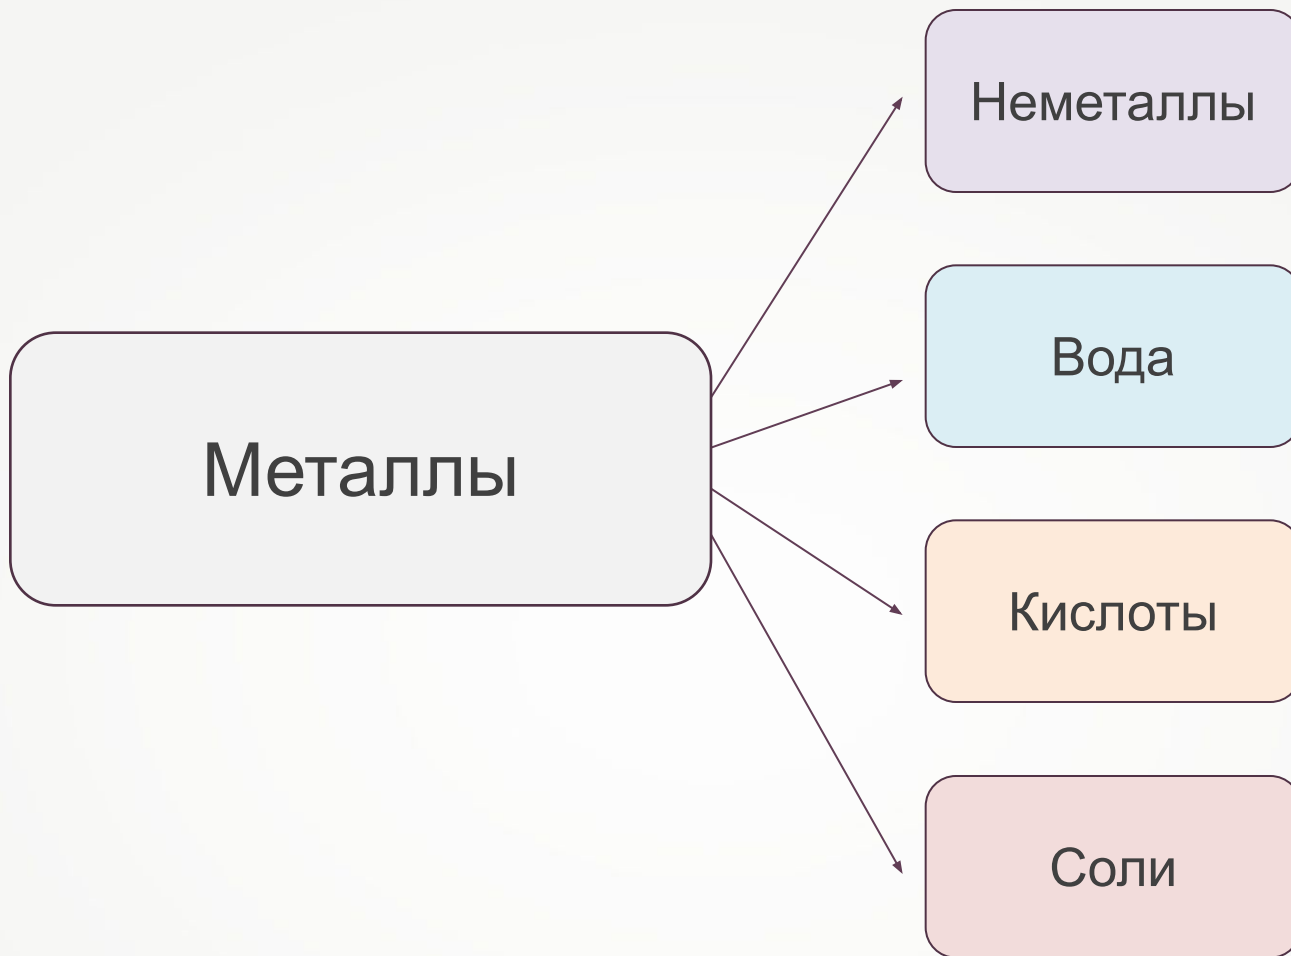 Неметаллы
Вода
Металлы
Кислоты
Соли